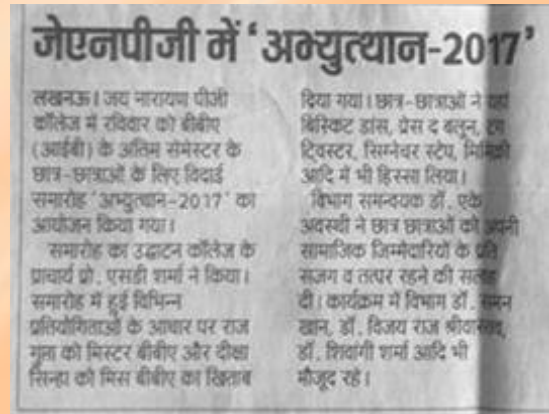 जेएनपीजी में ‘अभ्युत्थान-2017’
लखनऊ। जय नारायण पीजी
कॉलेज में रविवार को बीबीए
(आईबी) के अंतिम सेमेस्टर के
छात्र-छात्राओं के लिए विदाई
समारोह 'अभ्युत्थान-2017' का
आयोजन किया गया।
समारोह का उद्घाटन कॉलेज के
प्राचार्य प्रो. एसडी शर्मा ने किया।
समारोह में हुई विभिन्न
प्रतियोगिताओं के आधार पर राज
गुप्ता को मिस्टर बीबीए और दीक्षा
सिन्हा को मिस बीबीए का खिताब
दिया गया। छात्र-छात्राओं ने यहां
बिस्किट डांस, प्रेस द बलून, टंग
ट्विस्टर, सिग्नेचर स्टेप, मिमिक्री
आदि में भी हिस्सा लिया।
विभाग समन्वयक डॉ. एके
अवस्थी ने छात्र छात्राओं को अपनी
सामाजिक जिम्मेदारियों के प्रति
सजग व तत्पर रहने की सलाह
दी। कार्यक्रम में विभाग डॉ.
खान, डॉ. विजय राज श्रीवास्तव,
डॉ. शिवांगी शर्मा आदि भी
मौजूद रहे।